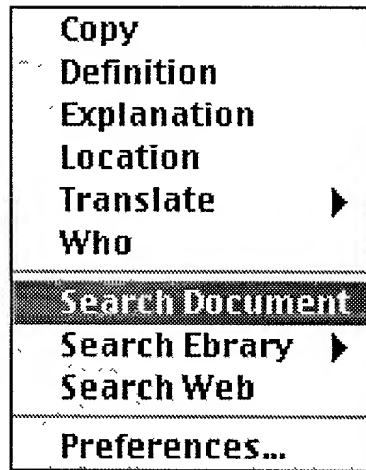 Copy
Definition
Explanation
Location
Translate
Who
Search Document
Search Ebrary
Search Web
Preferences...